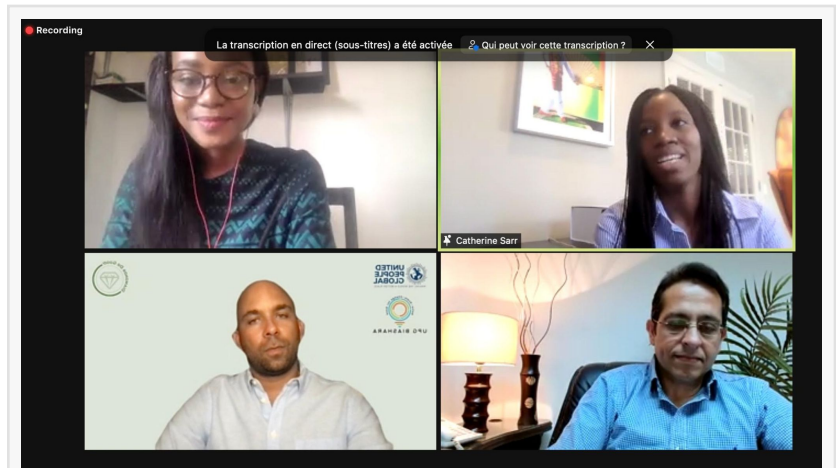 Recording
La transcription en direct (sous-titres) a été activée
Qui peut voir cette transcription ?
Catherine Sarr
UNITED
PEOPLE
GLOBAL
UPG BIASHARA